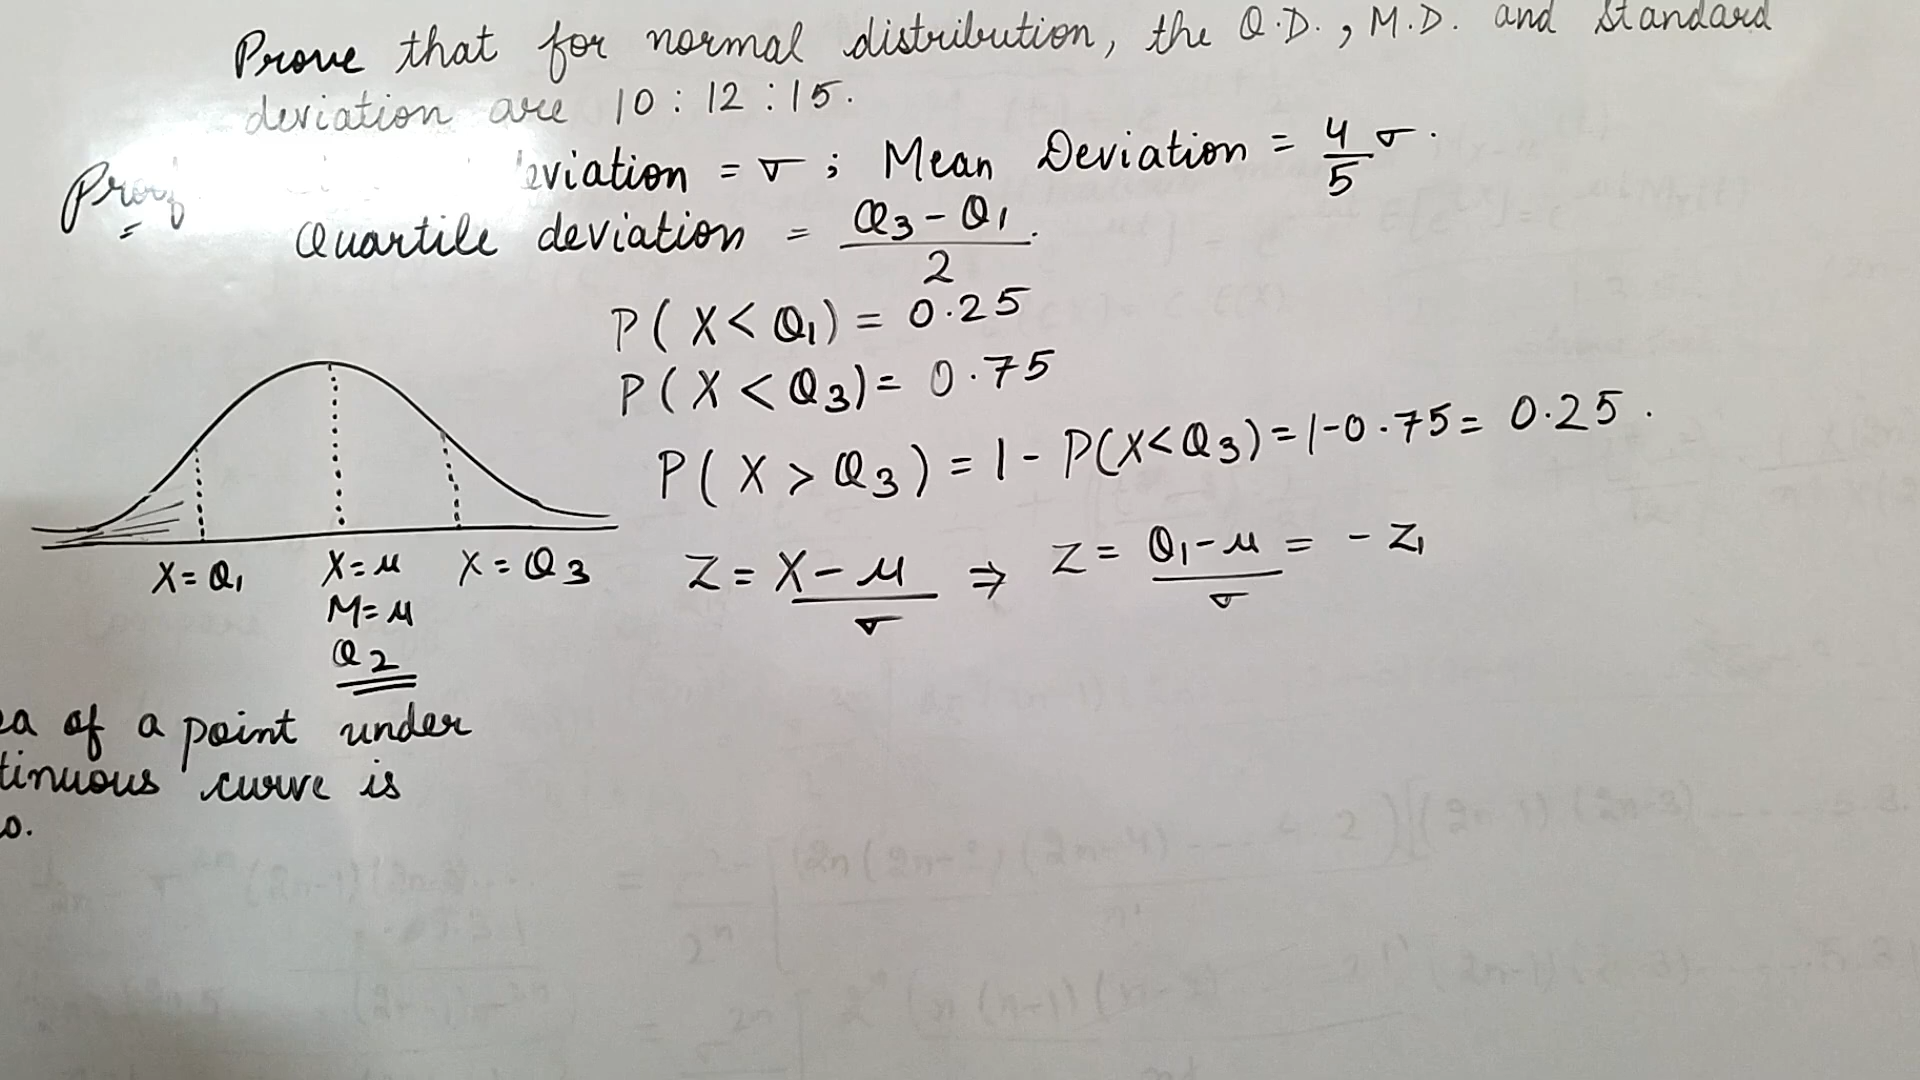 Prove that for normal distribution, the Q.D., M.D. and standard
deviation are 10 : 12 : 15.
Proof
eviation = σ ; Mean Deviation = 4/5 σ.
Quartile deviation = (Q3 - Q1)/2.
P( X < Q1) = 0.25
P( X < Q3) = 0.75
P( X > Q3 ) = 1 - P(X<Q3) = 1-0.75 = 0.25.
Z = (X - μ)/σ ⇒ Z = (Q1 - μ)/σ = - Z1
X = Q1 X = μ X = Q3
M = μ
Q2
ea of a point under
tinuous curve is
o.